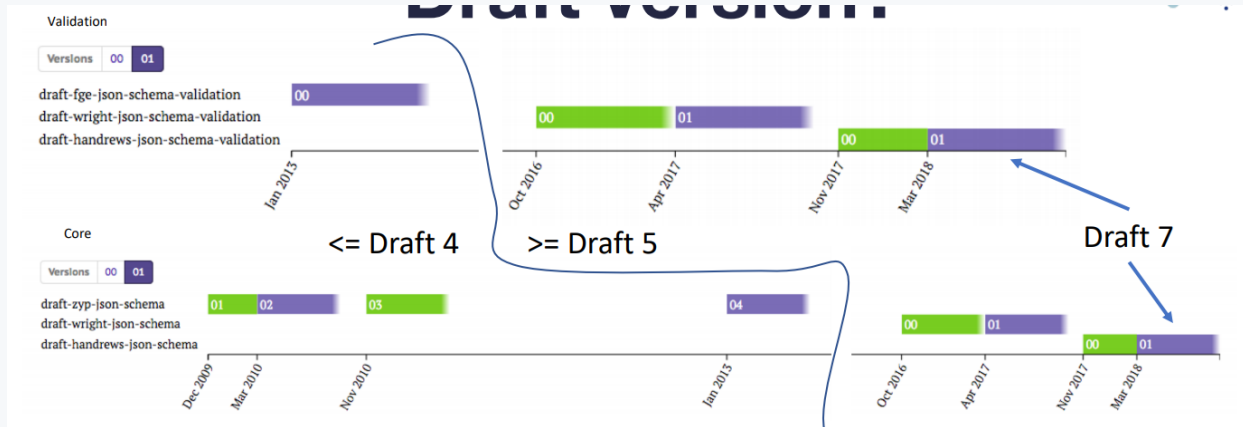 Draft version?
Validation
Versions 00 01
draft-fge-json-schema-validation
00
draft-wright-json-schema-validation
00 01
draft-handrews-json-schema-validation
00 01
Jan 2013 Oct 2016 Apr 2017 Nov 2017 Mar 2018
Core
<= Draft 4 >= Draft 5 Draft 7
Versions 00 01
draft-zyp-json-schema
01 02 03 04
draft-wright-json-schema
00 01
draft-handrews-json-schema
00 01
Dec 2009 Mar 2010 Nov 2010 Jan 2013 Oct 2016 Apr 2017 Nov 2017 Mar 2018